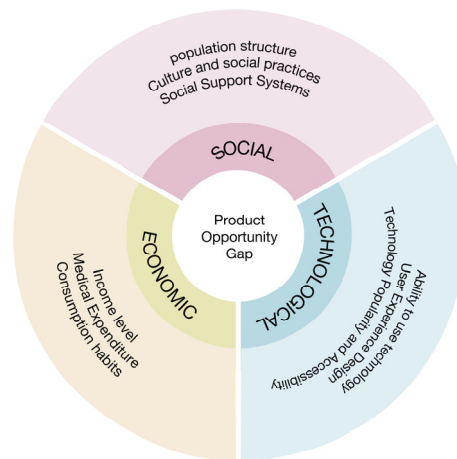 population structure
Culture and social practices
Social Support Systems
SOCIAL
Product
Opportunity
Gap
TECHNOLOGICAL
Ability to use technology
User Experience Design
Technology Popularity and Accessibility
ECONOMIC
Income level
Medical Expenditure
Consumption habits